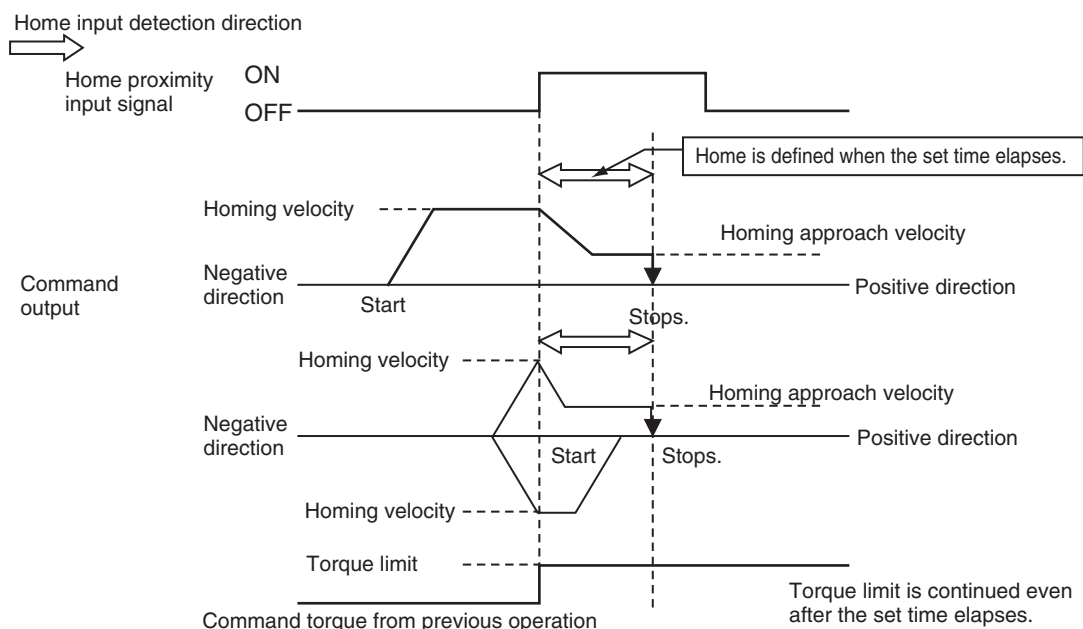 Home input detection direction
Home proximity
input signal
ON
OFF
Home is defined when the set time elapses.
Homing velocity
Homing approach velocity
Command
output
Negative
direction
Start
Positive direction
Stops.
Homing velocity
Homing approach velocity
Negative
direction
Start
Stops.
Positive direction
Homing velocity
Torque limit
Command torque from previous operation
Torque limit is continued even
after the set time elapses.